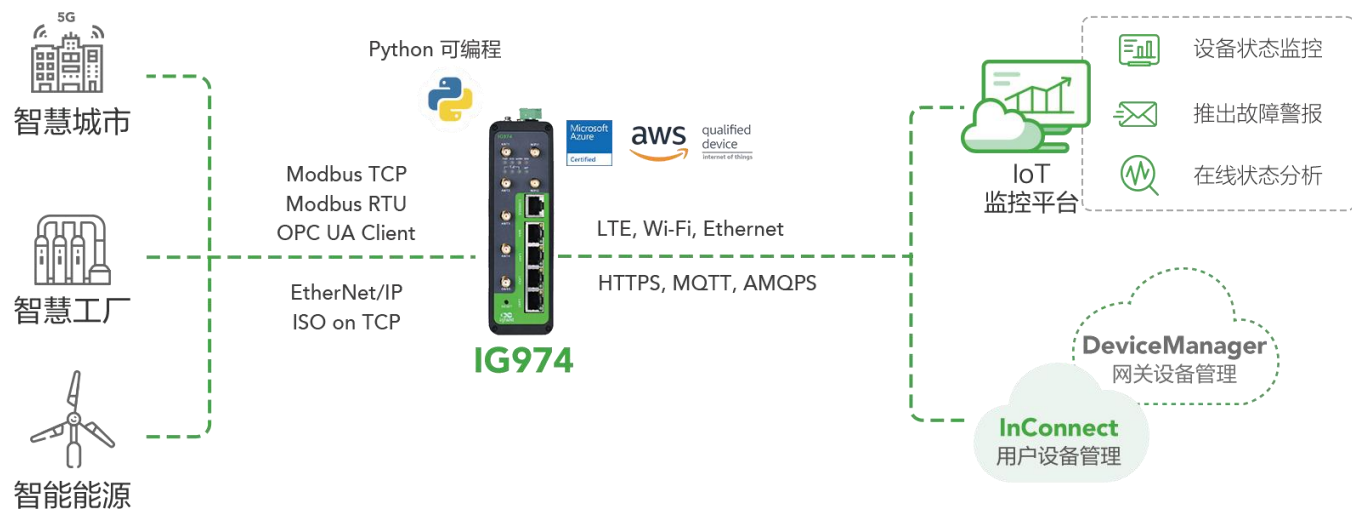 5G
智慧城市
智慧工厂
智能能源
Python 可编程
Modbus TCP
Modbus RTU
OPC UA Client
EtherNet/IP
ISO on TCP
IG974
IG974
Microsoft
Azure
Certified
aws
qualified
device
internet of things
LTE, Wi-Fi, Ethernet
HTTPS, MQTT, AMQPS
IoT
监控平台
设备状态监控
推出故障警报
在线状态分析
DeviceManager
网关设备管理
InConnect
用户设备管理